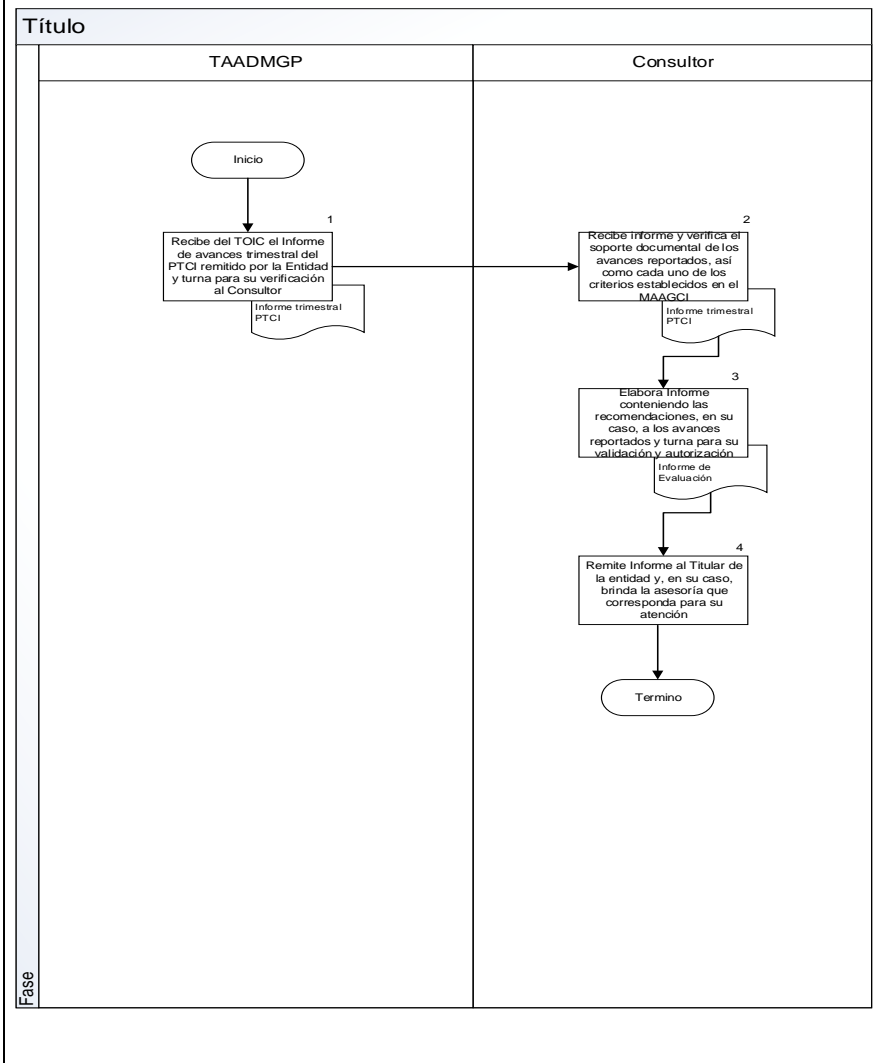 Título
TAADMGP
Consultor
Inicio
1
Recibe del TOIC el Informe
de avances trimestral del
PTCI remitido por la Entidad
y turna para su verificación
al Consultor
Informe trimestral
PTCI
2
Recibe informe y verifica el
soporte documental de los
avances reportados, así
como cada uno de los
criterios establecidos en el
MAAGCI
Informe trimestral
PTCI
3
Elabora Informe
conteniendo las
recomendaciones, en su
caso, a los avances
reportados y turna para su
validación y autorización
Informe de
Evaluación
4
Remite Informe al Titular de
la entidad y, en su caso,
brinda la asesoría que
corresponda para su
atención
Termino
Fase